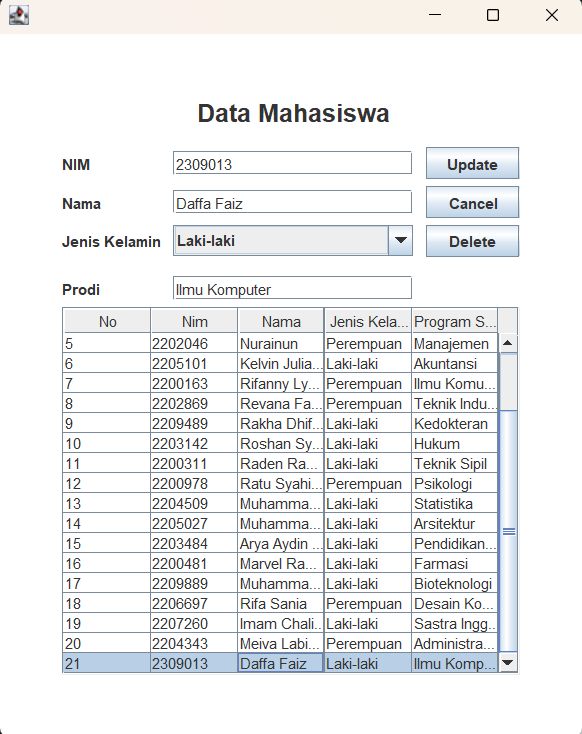 Data Mahasiswa
NIM 2309013 Update
Nama Daffa Faiz Cancel
Jenis Kelamin Laki-laki Delete
Prodi Ilmu Komputer
No Nim Nama Jenis Kela... Program S...
5 2202046 Nurainun Perempuan Manajemen
6 2205101 Kelvin Julia... Laki-laki Akuntansi
7 2200163 Rifanny Ly... Perempuan Ilmu Komu...
8 2202869 Revana Fa... Perempuan Teknik Indu...
9 2209489 Rakha Dhif... Laki-laki Kedokteran
10 2203142 Roshan Sy... Laki-laki Hukum
11 2200311 Raden Ra... Laki-laki Teknik Sipil
12 2200978 Ratu Syahi... Perempuan Psikologi
13 2204509 Muhamma... Laki-laki Statistika
14 2205027 Muhamma... Laki-laki Arsitektur
15 2203484 Arya Aydin ... Laki-laki Pendidikan...
16 2200481 Marvel Ra... Laki-laki Farmasi
17 2209889 Muhamma... Laki-laki Bioteknologi
18 2206697 Rifa Sania Perempuan Desain Ko...
19 2207260 Imam Chali... Laki-laki Sastra Ingg...
20 2204343 Meiva Labi... Perempuan Administra...
21 2309013 Daffa Faiz Laki-laki Ilmu Komp...